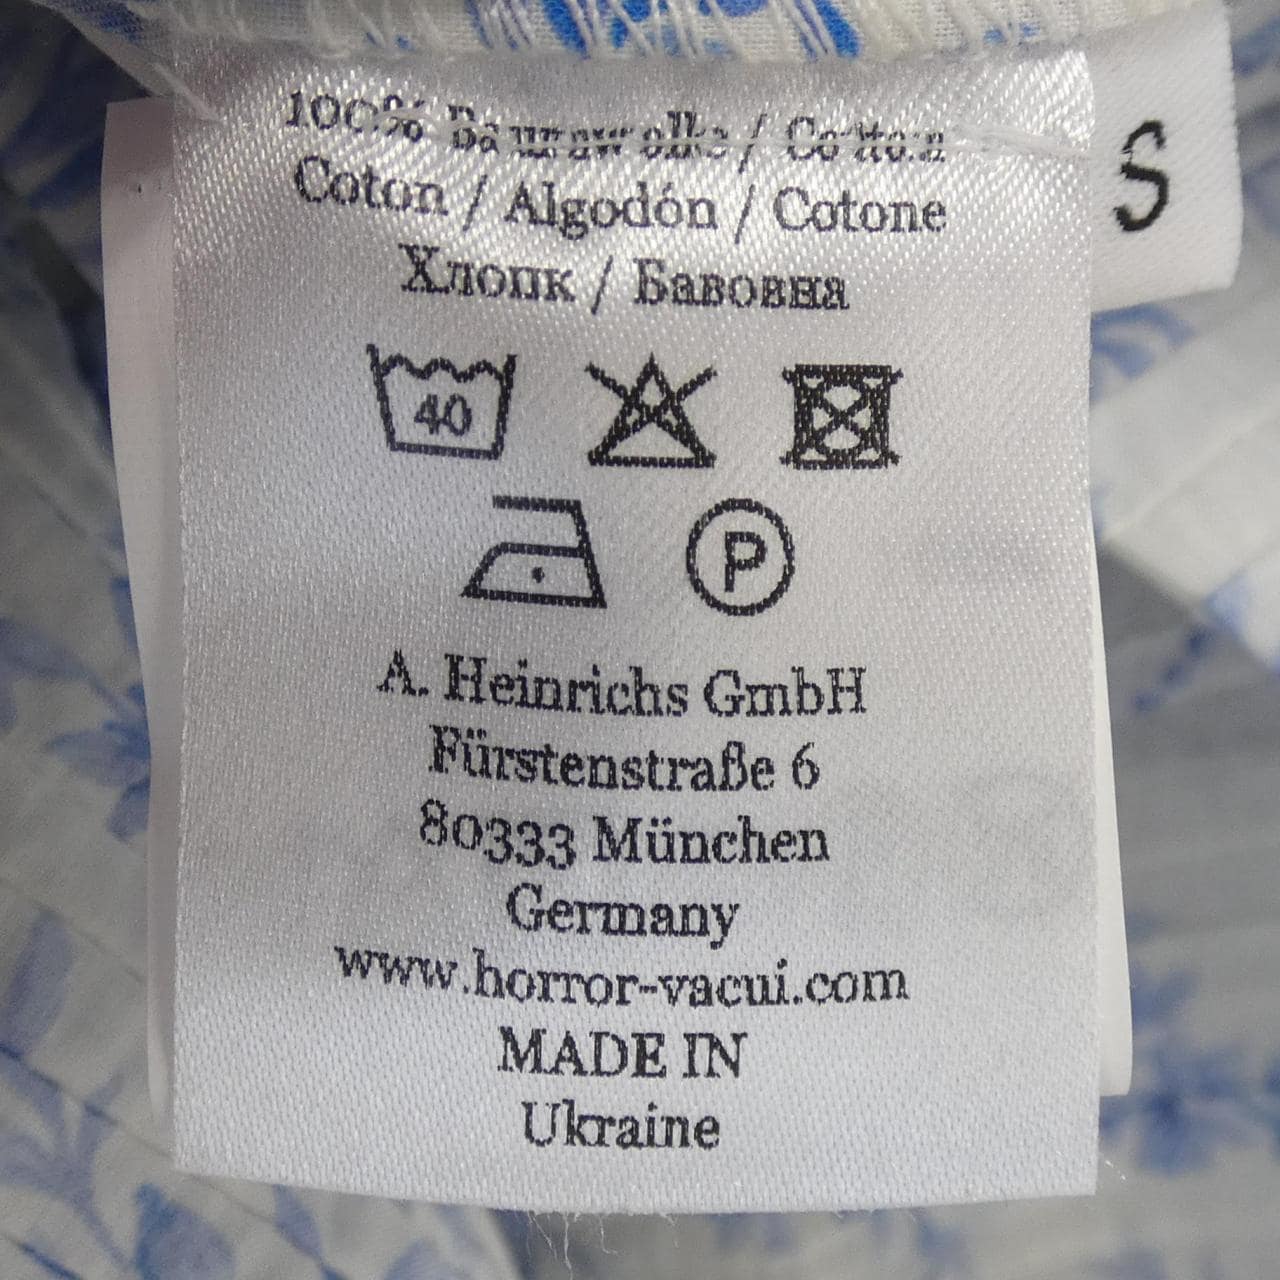 100% Baumwolle / Cotton
Coton / Algodón / Cotone
Хлопк / Бавовна
S
40
P
A. Heinrichs GmbH
Fürstenstraße 6
80333 München
Germany
www.horror-vacui.com
MADE IN
Ukraine